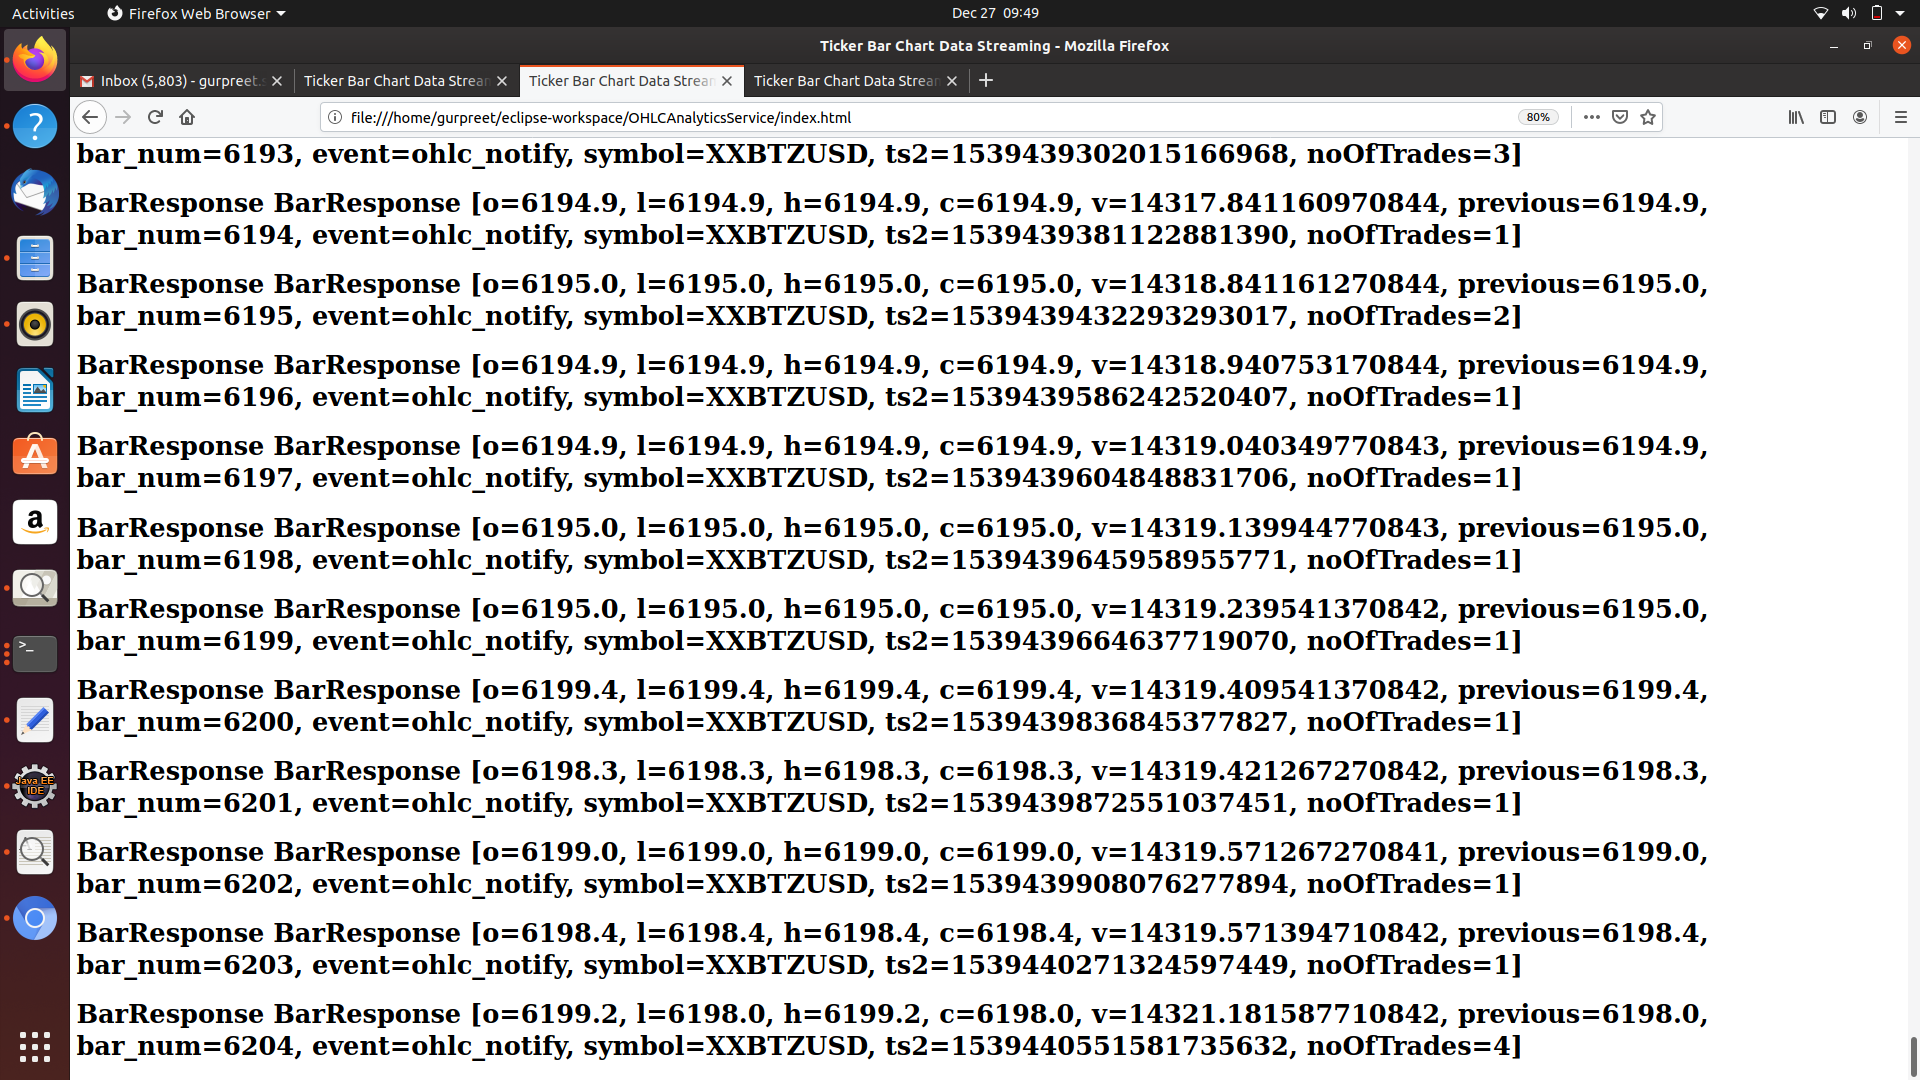 Activities
Firefox Web Browser
Dec 27 09:49
Ticker Bar Chart Data Streaming - Mozilla Firefox
Inbox (5,803) - gurpreet.
Ticker Bar Chart Data Strea
Ticker Bar Chart Data Strea
Ticker Bar Chart Data Strea
file:///home/gurpreet/eclipse-workspace/OHLCAnalyticsService/index.html
80%
bar_num=6193, event=ohlc_notify, symbol=XXBTZUSD, ts2=1539439302015166968, noOfTrades=3]
BarResponse BarResponse [o=6194.9, l=6194.9, h=6194.9, c=6194.9, v=14317.841160970844, previous=6194.9,
bar_num=6194, event=ohlc_notify, symbol=XXBTZUSD, ts2=1539439381122881390, noOfTrades=1]
BarResponse BarResponse [o=6195.0, l=6195.0, h=6195.0, c=6195.0, v=14318.841161270844, previous=6195.0,
bar_num=6195, event=ohlc_notify, symbol=XXBTZUSD, ts2=1539439432293293017, noOfTrades=2]
BarResponse BarResponse [o=6194.9, l=6194.9, h=6194.9, c=6194.9, v=14318.940753170844, previous=6194.9,
bar_num=6196, event=ohlc_notify, symbol=XXBTZUSD, ts2=1539439586242520407, noOfTrades=1]
BarResponse BarResponse [o=6194.9, l=6194.9, h=6194.9, c=6194.9, v=14319.040349770843, previous=6194.9,
bar_num=6197, event=ohlc_notify, symbol=XXBTZUSD, ts2=1539439604848831706, noOfTrades=1]
BarResponse BarResponse [o=6195.0, l=6195.0, h=6195.0, c=6195.0, v=14319.139944770843, previous=6195.0,
bar_num=6198, event=ohlc_notify, symbol=XXBTZUSD, ts2=1539439645958955771, noOfTrades=1]
BarResponse BarResponse [o=6195.0, l=6195.0, h=6195.0, c=6195.0, v=14319.239541370842, previous=6195.0,
bar_num=6199, event=ohlc_notify, symbol=XXBTZUSD, ts2=1539439664637719070, noOfTrades=1]
BarResponse BarResponse [o=6199.4, l=6199.4, h=6199.4, c=6199.4, v=14319.409541370842, previous=6199.4,
bar_num=6200, event=ohlc_notify, symbol=XXBTZUSD, ts2=1539439836845377827, noOfTrades=1]
BarResponse BarResponse [o=6198.3, l=6198.3, h=6198.3, c=6198.3, v=14319.421267270842, previous=6198.3,
bar_num=6201, event=ohlc_notify, symbol=XXBTZUSD, ts2=1539439872551037451, noOfTrades=1]
BarResponse BarResponse [o=6199.0, l=6199.0, h=6199.0, c=6199.0, v=14319.571267270841, previous=6199.0,
bar_num=6202, event=ohlc_notify, symbol=XXBTZUSD, ts2=1539439908076277894, noOfTrades=1]
BarResponse BarResponse [o=6198.4, l=6198.4, h=6198.4, c=6198.4, v=14319.571394710842, previous=6198.4,
bar_num=6203, event=ohlc_notify, symbol=XXBTZUSD, ts2=1539440271324597449, noOfTrades=1]
BarResponse BarResponse [o=6199.2, l=6198.0, h=6199.2, c=6198.0, v=14321.181587710842, previous=6198.0,
bar_num=6204, event=ohlc_notify, symbol=XXBTZUSD, ts2=1539440551581735632, noOfTrades=4]
Java EE
IDE